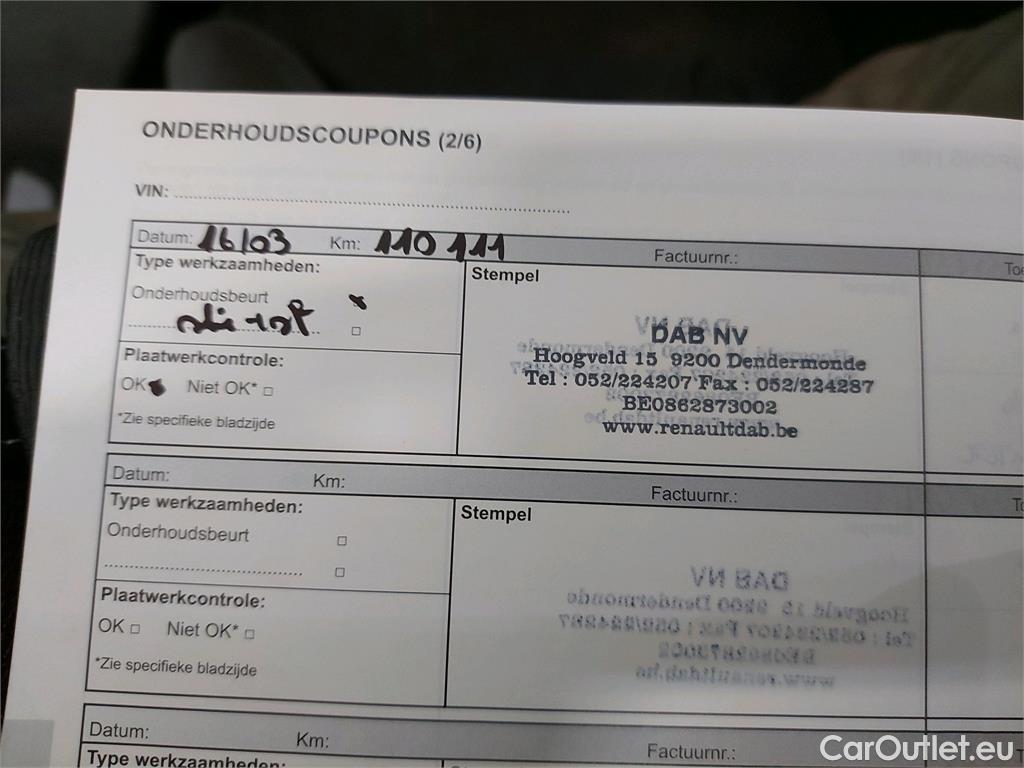 ONDERHOUDSCOUPONS (2/6)
VIN:
Datum: 16/03 Km: 110 111 Factuurnr.:
Type werkzaamheden:
Stempel
Onderhoudsbeurt
DAB NV
Hoogveld 15 9200 Dendermonde
Tel : 052/224207 Fax : 052/224287
BE0862873002
www.renaultdab.be
Plaatwerkcontrole:
OK Niet OK*
*Zie specifieke bladzijde
Datum: Km: Factuurnr.:
Type werkzaamheden:
Stempel
Onderhoudsbeurt
Plaatwerkcontrole:
OK Niet OK*
*Zie specifieke bladzijde
Datum: Km: Factuurnr.:
Type werkzaamheden:
CarOutlet.eu